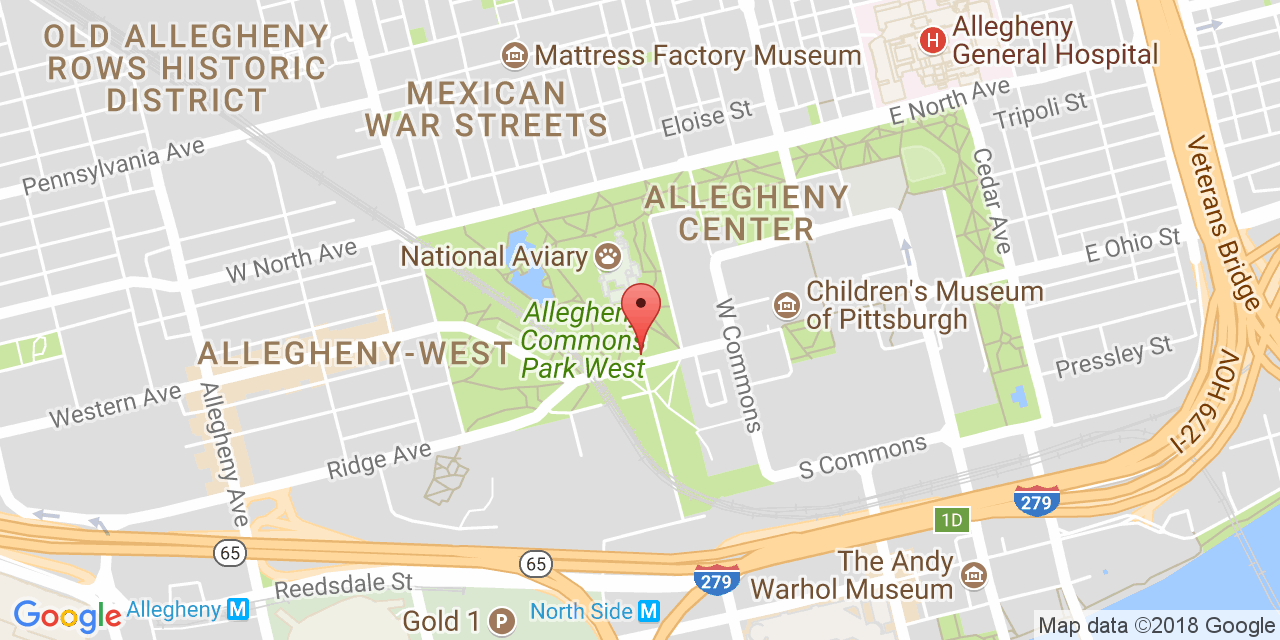 OLD ALLEGHENY
ROWS HISTORIC
DISTRICT
Mattress Factory Museum
H
Allegheny
General Hospital
MEXICAN
WAR STREETS
Eloise St
E North Ave
Tripoli St
Pennsylvania Ave
Veterans Bridge
Cedar Ave
ALLEGHENY
CENTER
W North Ave
National Aviary
E Ohio St
Children's Museum
of Pittsburgh
Allegheny
Commons
Park West
W Commons
ALLEGHENY-WEST
Pressley St
Western Ave
Allegheny Ave
I-279 HOV
Ridge Ave
S Commons
279
1D
65
65
279
The Andy
Warhol Museum
Reedsdale St
Google
Allegheny M
Gold 1 P
North Side M
Map data ©2018 Google